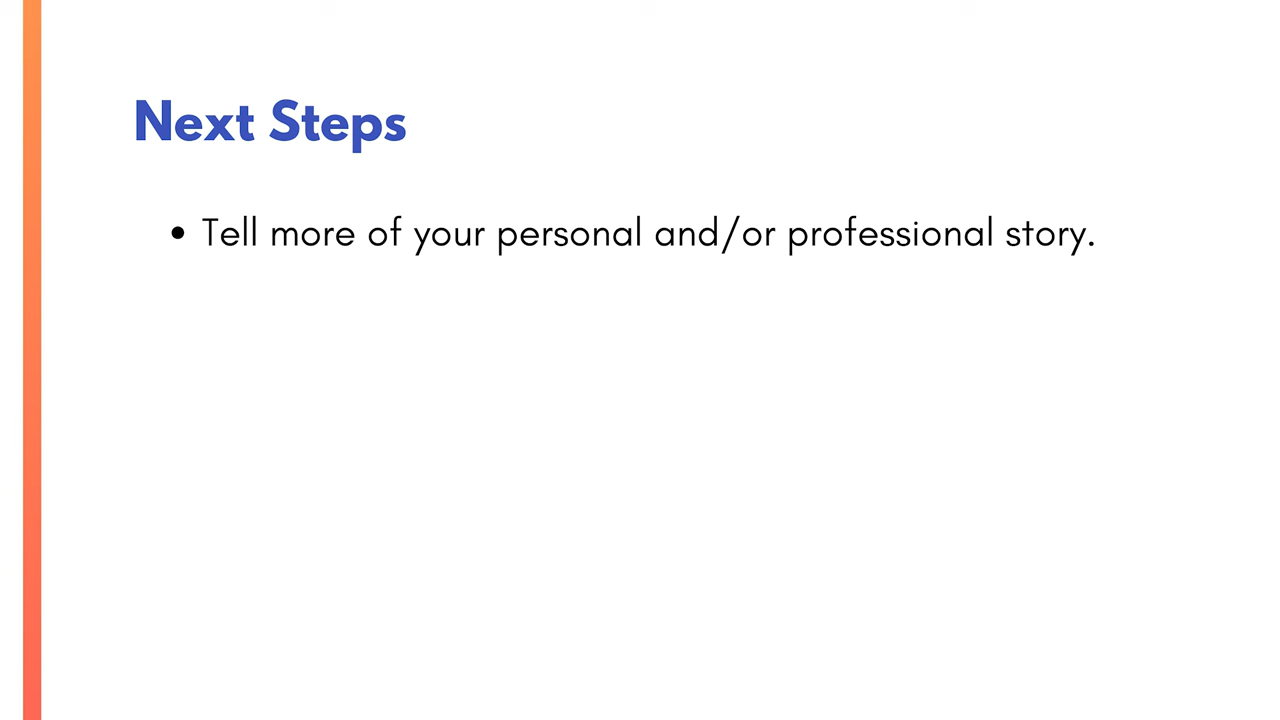 Next Steps
• Tell more of your personal and/or professional story.